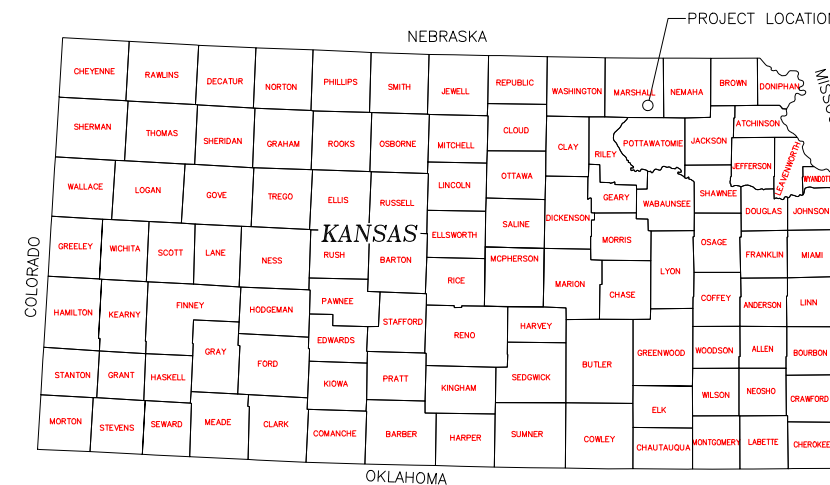 PROJECT LOCATION
NEBRASKA
CHEYENNE
RAWLINS
DECATUR
NORTON
PHILLIPS
SMITH
JEWELL
REPUBLIC
WASHINGTON
MARSHALL
NEMAHA
BROWN
DONIPHAN
SHERMAN
THOMAS
SHERIDAN
GRAHAM
ROOKS
OSBORNE
MITCHELL
CLOUD
CLAY
RILEY
POTTAWATOMIE
JACKSON
ATCHINSON
JEFFERSON
LEAVENWORTH
WALLACE
LOGAN
GOVE
TREGO
ELLIS
RUSSELL
LINCOLN
OTTAWA
DICKENSON
GEARY
WABAUNSEE
SHAWNEE
DOUGLAS
JOHNSON
KANSAS
COLORADO
GREELEY
WICHITA
SCOTT
LANE
NESS
RUSH
BARTON
ELLSWORTH
SALINE
MCPHERSON
MORRIS
OSAGE
FRANKLIN
MIAMI
RICE
MARION
CHASE
LYON
HAMILTON
KEARNY
FINNEY
HODGEMAN
PAWNEE
STAFFORD
RENO
HARVEY
COFFEY
ANDERSON
LINN
GRAY
FORD
EDWARDS
BUTLER
GREENWOOD
WOODSON
ALLEN
BOURBON
STANTON
GRANT
HASKELL
KIOWA
PRATT
KINGHAM
SEDGWICK
WILSON
NEOSHO
CRAWFORD
ELK
MORTON
STEVENS
SEWARD
MEADE
CLARK
COMANCHE
BARBER
HARPER
SUMNER
COWLEY
CHAUTAUQUA
MONTGOMERY
LABETTE
CHEROKEE
OKLAHOMA